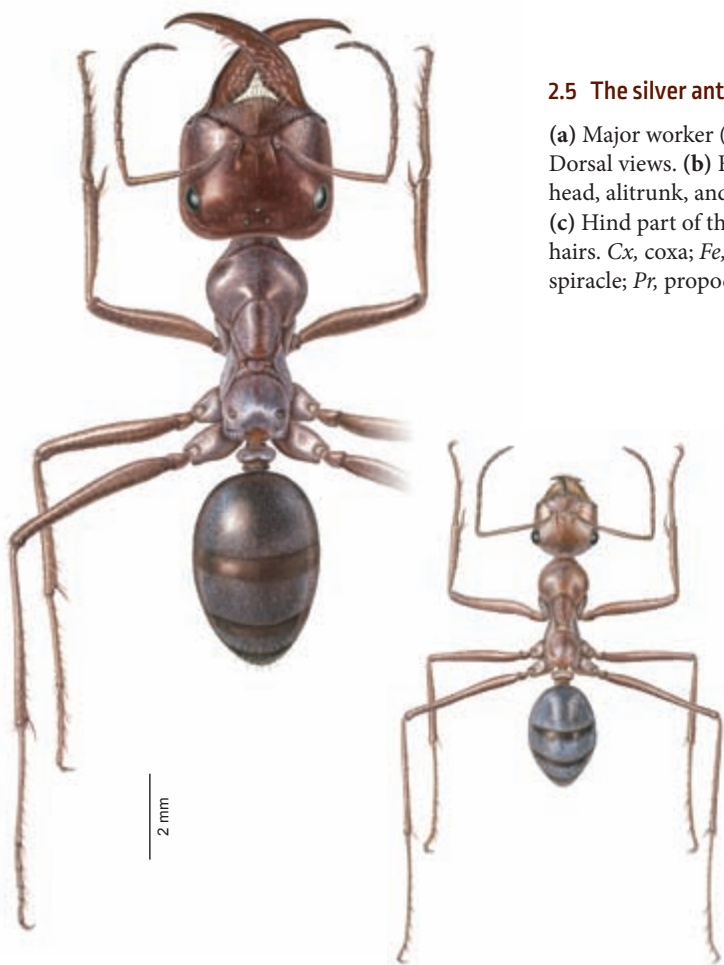 2.5 The silver ant
(a) Major worker (
Dorsal views. (b)
head, alitrunk, and
(c) Hind part of th
hairs. Cx, coxa; Fe,
spiracle; Pr, propo
2 mm